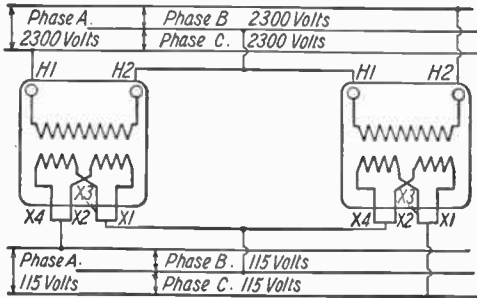 Phase A. Phase B 2300 Volts
2300 Volts Phase C. 2300 Volts
H1 H2 H1 H2
X3 X3
X4 X2 X1 X4 X2 X1
Phase A. Phase B. 115 Volts
115 Volts Phase C. 115 Volts